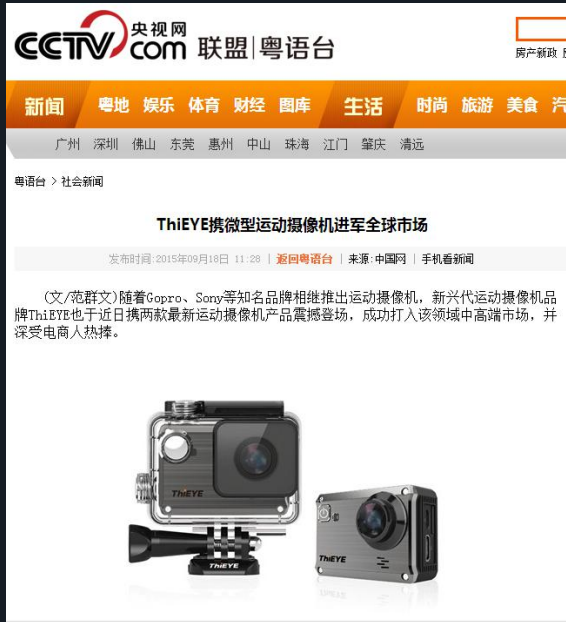 CCTV.com 央视网 联盟|粤语台
房产新政
新闻 粤地 娱乐 体育 财经 图库 生活 时尚 旅游 美食 汽
广州 深圳 佛山 东莞 惠州 中山 珠海 江门 肇庆 清远
粤语台 > 社会新闻
ThiEYE携微型运动摄像机进军全球市场
发布时间:2015年09月18日 11:28 | 返回粤语台 | 来源:中国网 | 手机看新闻
(文/范群文)随着Gopro、Sony等知名品牌相继推出运动摄像机，新兴代运动摄像机品
牌ThiEYE也于近日携两款最新运动摄像机产品震撼登场，成功打入该领域中高端市场，并
深受电商人热捧。
THiEYE
THiEYE
THiEYE